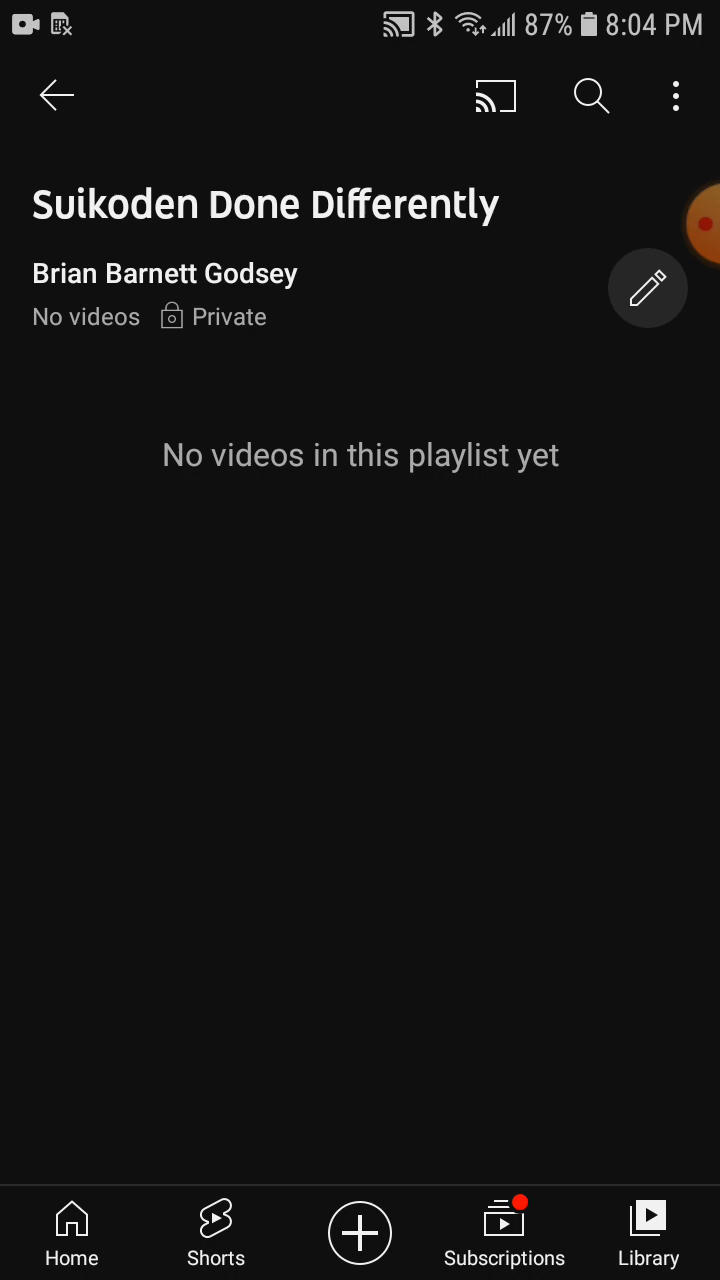 87% 8:04 PM
Suikoden Done Differently
Brian Barnett Godsey
No videos Private
No videos in this playlist yet
Home Shorts Subscriptions Library